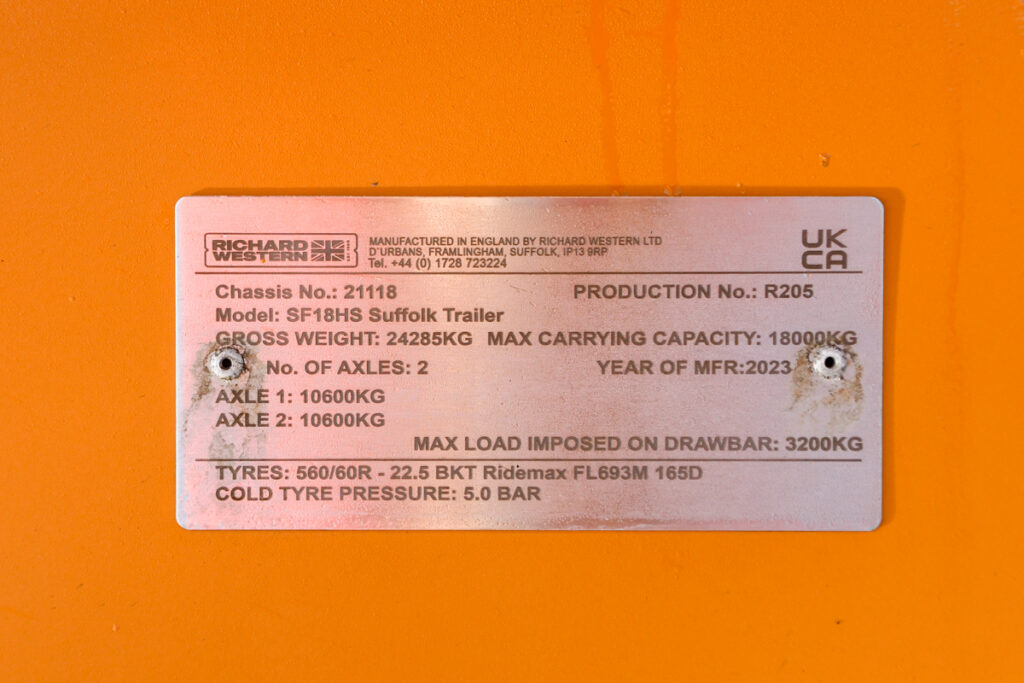 RICHARD
WESTERN
MANUFACTURED IN ENGLAND BY RICHARD WESTERN LTD
D'URBANS, FRAMLINGHAM, SUFFOLK, IP13 9RP
Tel. +44 (0) 1728 723224
UK
CA
Chassis No.: 21118 PRODUCTION No.: R205
Model: SF18HS Suffolk Trailer
GROSS WEIGHT: 24285KG MAX CARRYING CAPACITY: 18000KG
No. OF AXLES: 2 YEAR OF MFR:2023
AXLE 1: 10600KG
AXLE 2: 10600KG
MAX LOAD IMPOSED ON DRAWBAR: 3200KG
TYRES: 560/60R - 22.5 BKT Ridemax FL693M 165D
COLD TYRE PRESSURE: 5.0 BAR